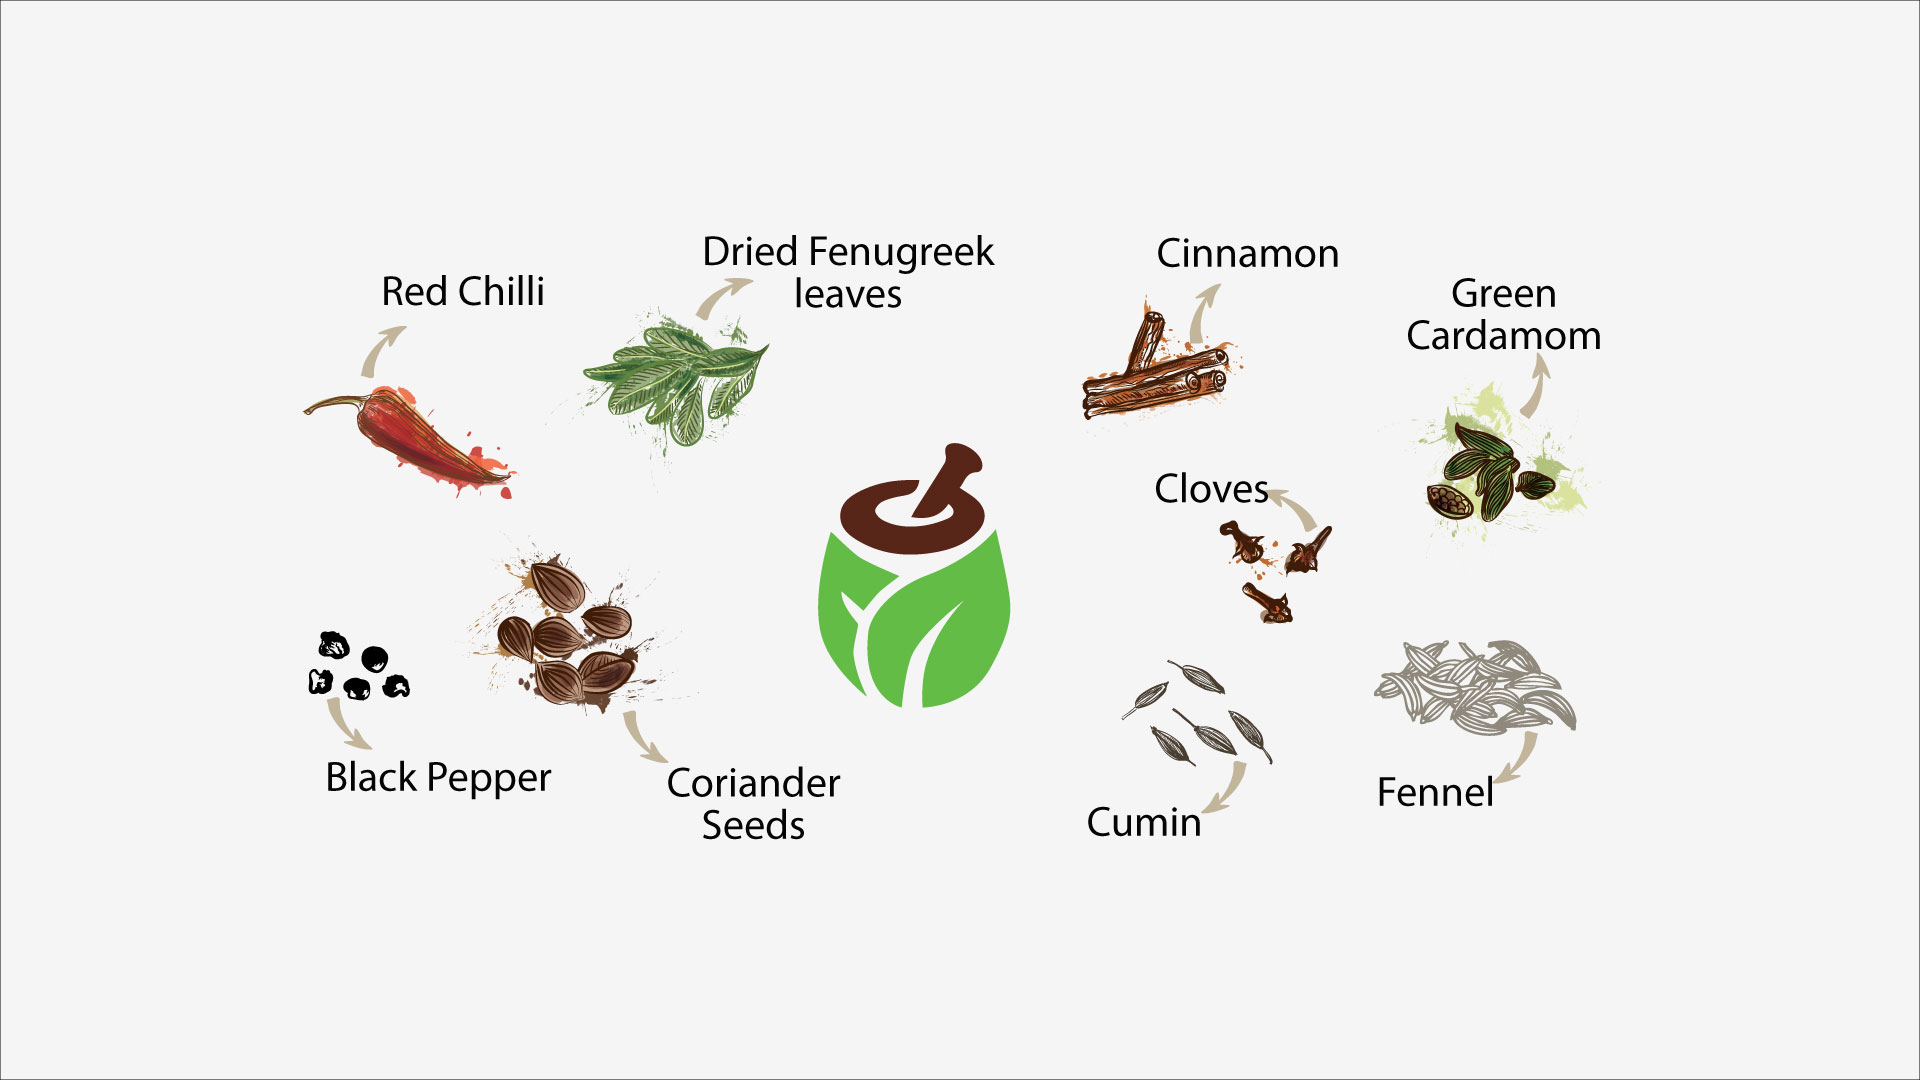 Red Chilli
Dried Fenugreek
leaves
Cinnamon
Green
Cardamom
Cloves
Black Pepper
Coriander
Seeds
Cumin
Fennel